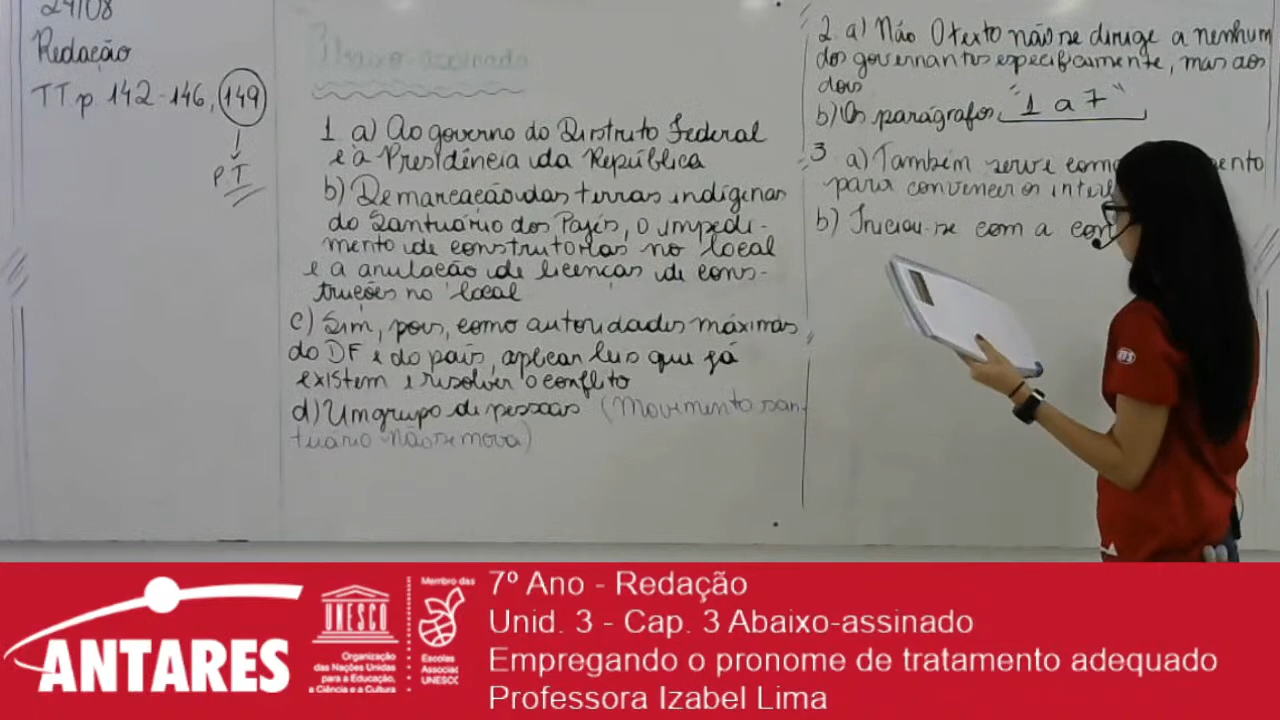 24/08
Redação
TT p. 142-146, 149
P.T
Abaixo-assinado
1 a) Ao governo do Distrito Federal
e à Presidência da República
b) Demarcação das terras indígenas
do Santuário dos Pajés, o impedi-
mento de construtoras no local
e a anulação de licenças de cons-
truções no local
c) Sim, pois, como autoridades máximas
do DF e do país, aplicar leis que já
existem e resolver o conflito
d) Um grupo de pessoas (Movimento san-
tuário não se mova)
2 a) Não O texto não se dirige a nenhum
dos governantes especificamente, mas aos
dois
b) Os parágrafos "1 a 7"
3 a) Também serve como
para convencer os
b) Iniciou-se com a
ANTARES
UNESCO
Organização
das Nações Unidas
para a Educação,
a Ciência e a Cultura
Membro das
Escolas
UNESCO
7º Ano - Redação
Unid. 3 - Cap. 3 Abaixo-assinado
Empregando o pronome de tratamento adequado
Professora Izabel Lima